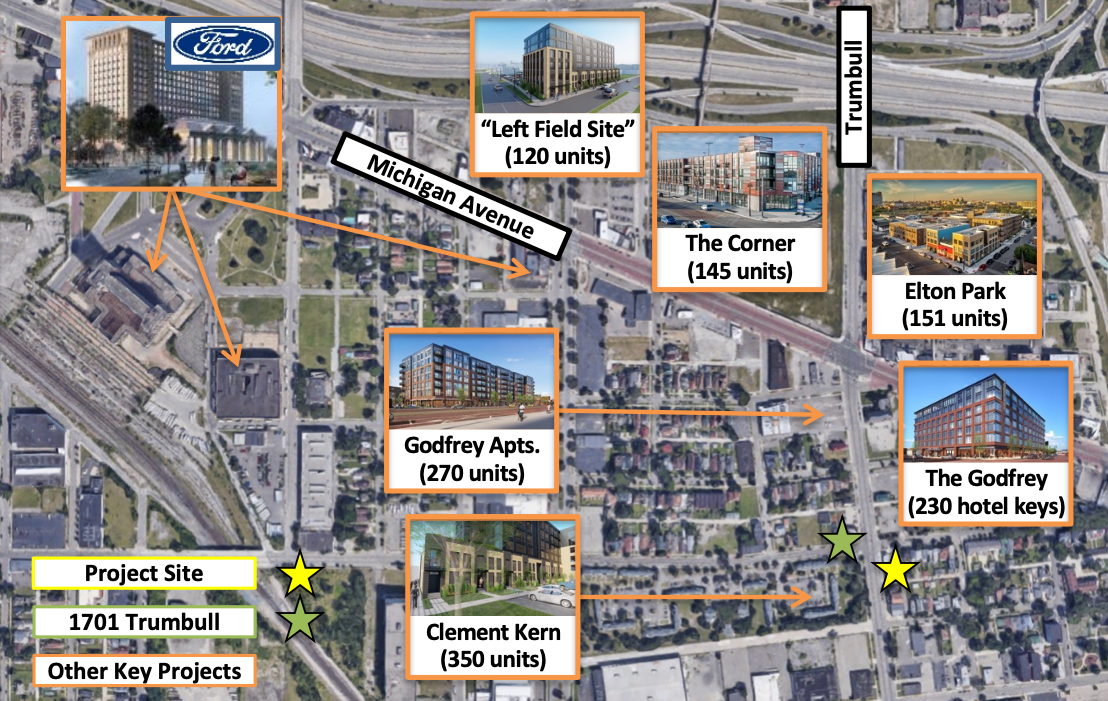 Ford
"Left Field Site"
(120 units)
Trumbull
Michigan Avenue
The Corner
(145 units)
Elton Park
(151 units)
Godfrey Apts.
(270 units)
The Godfrey
(230 hotel keys)
Clement Kern
(350 units)
Project Site
1701 Trumbull
Other Key Projects